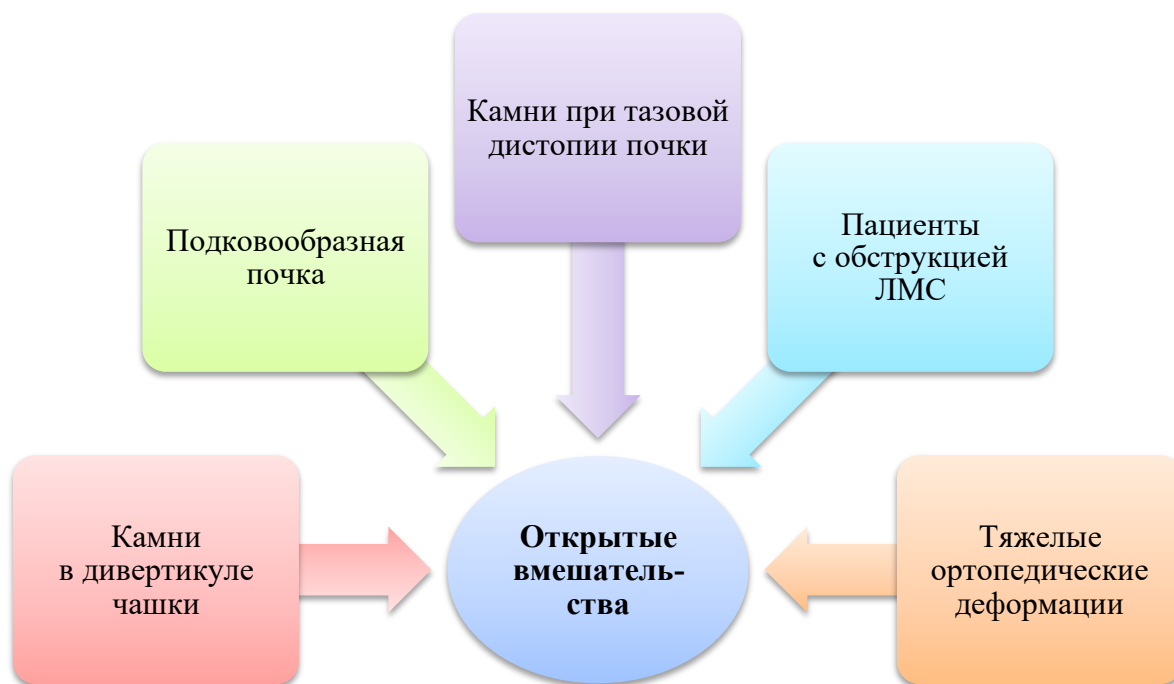 Камни при тазовой
дистопии почки
Подковообразная
почка
Пациенты
с обструкцией
ЛМС
Камни
в дивертикуле
чашки
Открытые
вмешатель-
ства
Тяжелые
ортопедические
деформации